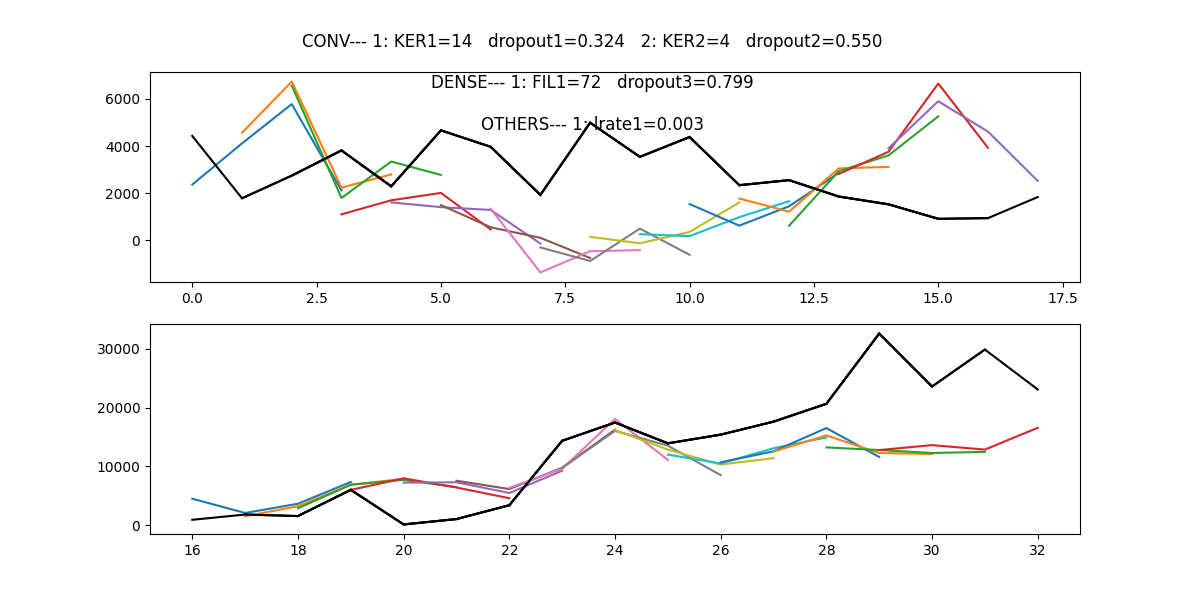 CONV--- 1: KER1=14   dropout1=0.324   2: KER2=4   dropout2=0.550
DENSE--- 1: FIL1=72   dropout3=0.799
OTHERS--- 1: lrate1=0.003
6000
4000
2000
0
0.0 2.5 5.0 7.5 10.0 12.5 15.0 17.5
30000
20000
10000
0
16 18 20 22 24 26 28 30 32